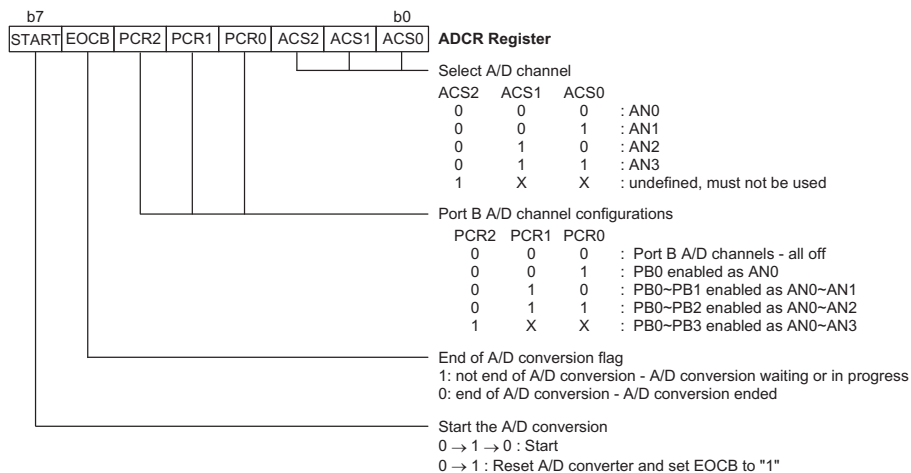 b7 b0
START EOCB PCR2 PCR1 PCR0 ACS2 ACS1 ACS0 ADCR Register
Select A/D channel
ACS2 ACS1 ACS0
0 0 0 : AN0
0 0 1 : AN1
0 1 0 : AN2
0 1 1 : AN3
1 X X : undefined, must not be used
Port B A/D channel configurations
PCR2 PCR1 PCR0
0 0 0 : Port B A/D channels - all off
0 0 1 : PB0 enabled as AN0
0 1 0 : PB0~PB1 enabled as AN0~AN1
0 1 1 : PB0~PB2 enabled as AN0~AN2
1 X X : PB0~PB3 enabled as AN0~AN3
End of A/D conversion flag
1: not end of A/D conversion - A/D conversion waiting or in progress
0: end of A/D conversion - A/D conversion ended
Start the A/D conversion
0 → 1 → 0 : Start
0 → 1 : Reset A/D converter and set EOCB to "1"